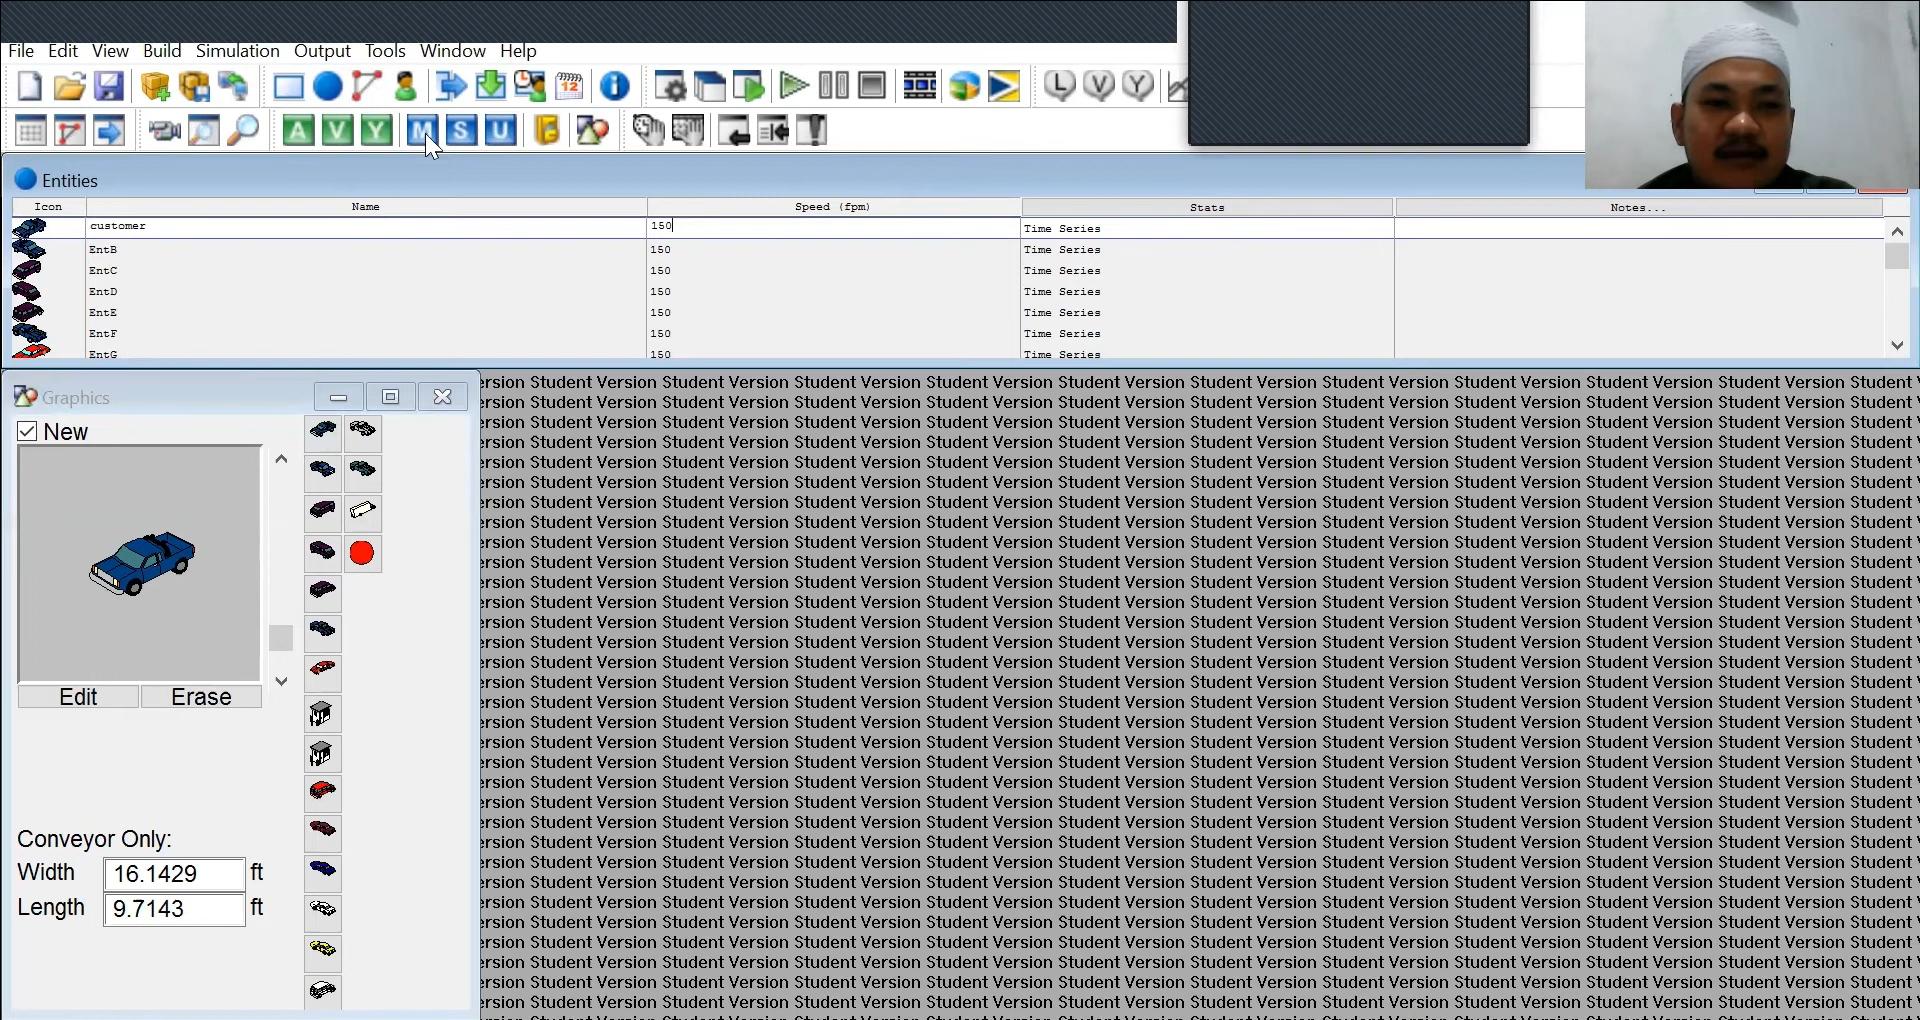 File Edit View Build Simulation Output Tools Window Help
12 i L V Y
A V Y M S U
Entities
Icon Name Speed (fpm) Stats Notes...
customer 150 Time Series
EntB 150 Time Series
EntC 150 Time Series
EntD 150 Time Series
EntE 150 Time Series
EntF 150 Time Series
EntG 150 Time Series
Graphics
New
Edit Erase
Conveyor Only:
Width 16.1429 ft
Length 9.7143 ft
ersion Student Version Student Version Student Version Student Version Student Version Student Version Student Version Student Version Student Version Student Version Student